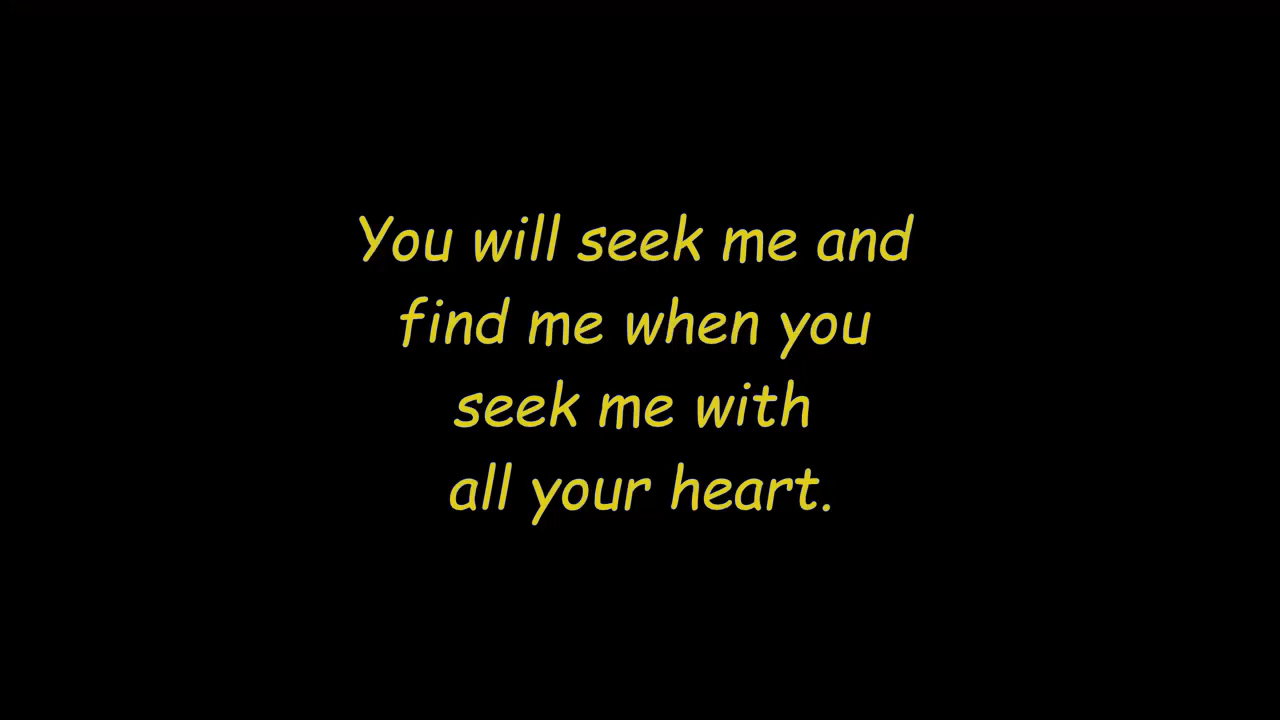 You will seek me and
find me when you
seek me with
all your heart.